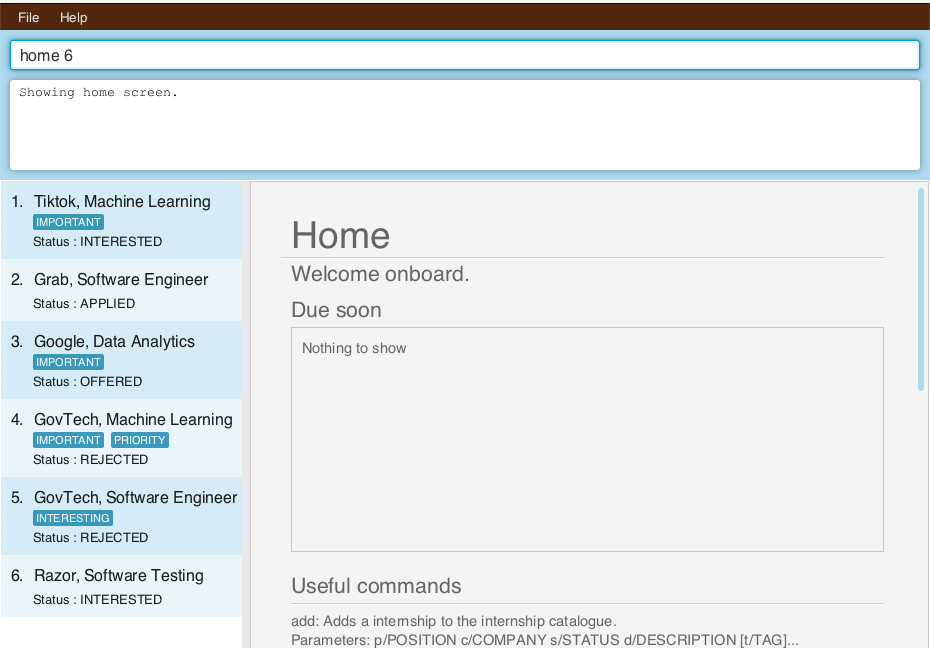 File Help
home 6
Showing home screen.
1. Tiktok, Machine Learning
IMPORTANT
Status : INTERESTED
2. Grab, Software Engineer
Status : APPLIED
3. Google, Data Analytics
IMPORTANT
Status : OFFERED
4. GovTech, Machine Learning
IMPORTANT PRIORITY
Status : REJECTED
5. GovTech, Software Engineer
INTERESTING
Status : REJECTED
6. Razor, Software Testing
Status : INTERESTED
Home
Welcome onboard.
Due soon
Nothing to show
Useful commands
add: Adds a internship to the internship catalogue.
Parameters: p/POSITION c/COMPANY s/STATUS d/DESCRIPTION [t/TAG]...